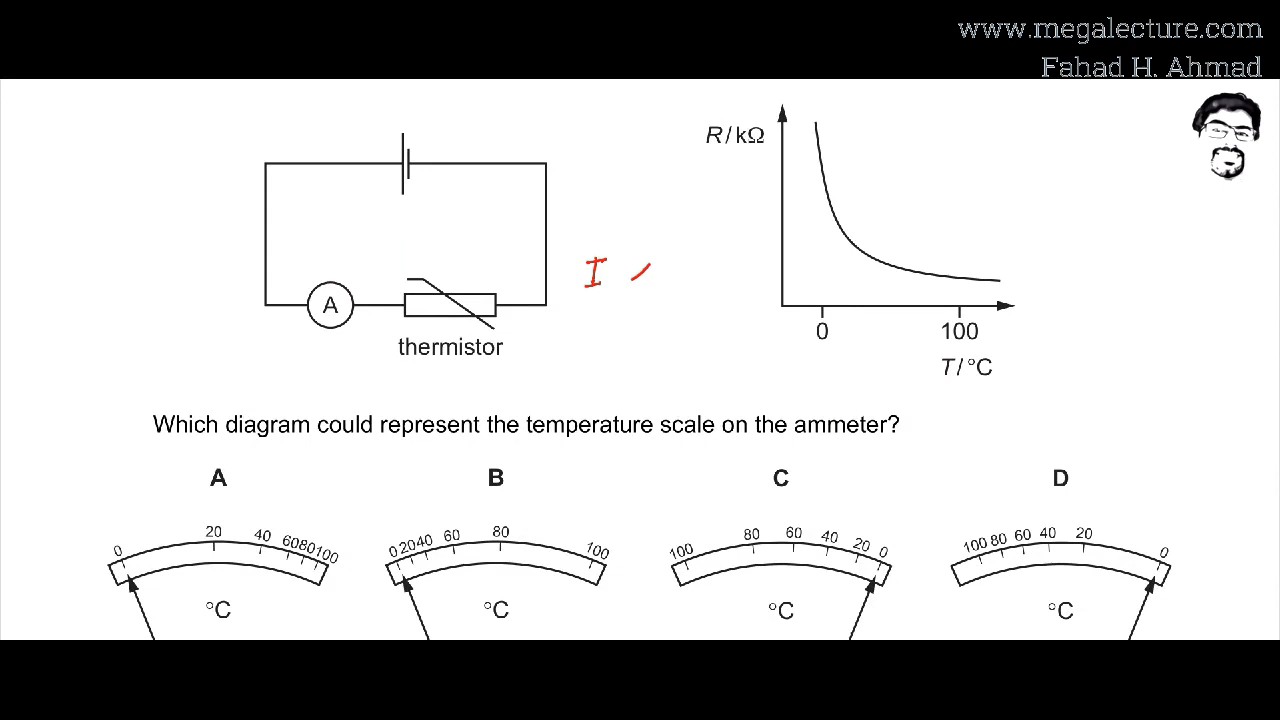 www.megalecture.com
Fahad H. Ahmad
R/kΩ
I
A
thermistor
0 100
T/°C
Which diagram could represent the temperature scale on the ammeter?
A B C D
0 20 40 60 80 100
0 20 40 60 80 100
100 80 60 40 20 0
100 80 60 40 20 0
°C °C °C °C